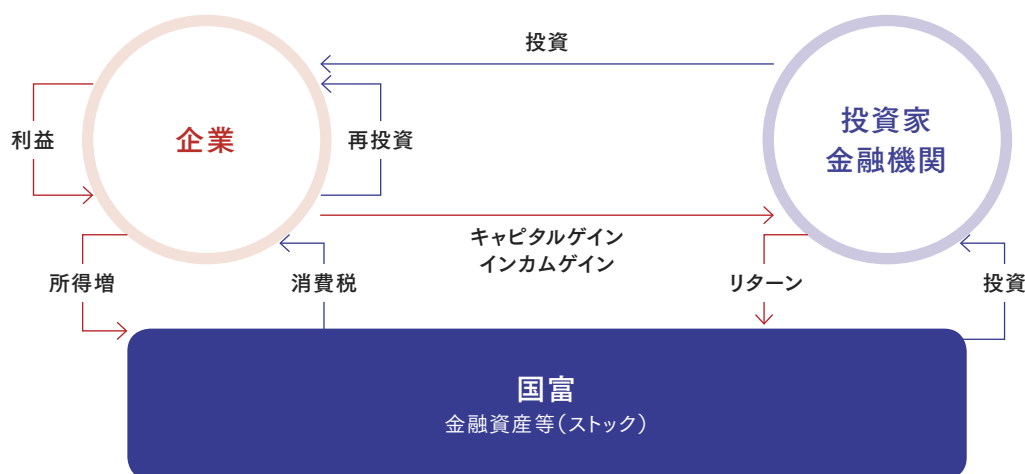 投資
利益
企業
再投資
投資家
金融機関
キャピタルゲイン
インカムゲイン
所得増
消費税
リターン
投資
国富
金融資産等（ストック）